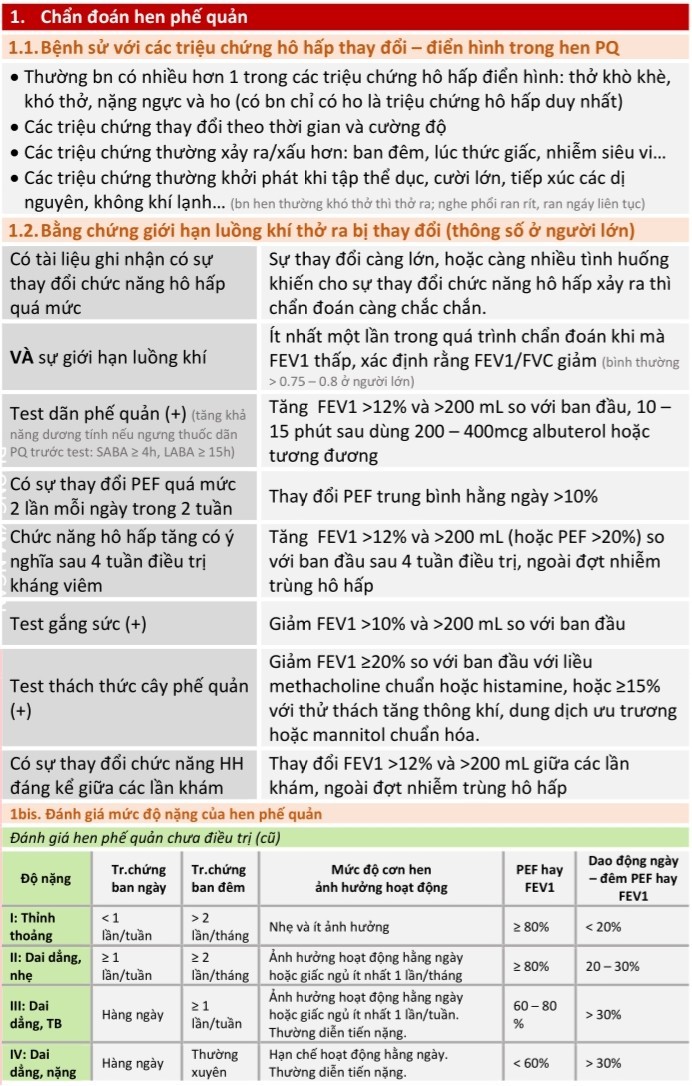 1. Chẩn đoán hen phế quản
1.1. Bệnh sử với các triệu chứng hô hấp thay đổi – điển hình trong hen PQ
• Thường bn có nhiều hơn 1 trong các triệu chứng hô hấp điển hình: thở khò khè,
khó thở, nặng ngực và ho (có bn chỉ có ho là triệu chứng hô hấp duy nhất)
• Các triệu chứng thay đổi theo thời gian và cường độ
• Các triệu chứng thường xảy ra/xấu hơn: ban đêm, lúc thức giấc, nhiễm siêu vi...
• Các triệu chứng thường khởi phát khi tập thể dục, cười lớn, tiếp xúc các dị
nguyên, không khí lạnh... (bn hen thường khó thở thì thở ra; nghe phổi ran rít, ran ngáy liên tục)
1.2. Bằng chứng giới hạn luồng khí thở ra bị thay đổi (thông số ở người lớn)
Có tài liệu ghi nhận có sự
thay đổi chức năng hô hấp
quá mức
Sự thay đổi càng lớn, hoặc càng nhiều tình huống
khiến cho sự thay đổi chức năng hô hấp xảy ra thì
chẩn đoán càng chắc chắn.
VÀ sự giới hạn luồng khí
Ít nhất một lần trong quá trình chẩn đoán khi mà
FEV1 thấp, xác định rằng FEV1/FVC giảm (bình thường
> 0.75 – 0.8 ở người lớn)
Test dãn phế quản (+) (tăng khả
năng dương tính nếu ngưng thuốc dãn
PQ trước test: SABA ≥ 4h, LABA ≥ 15h)
Tăng FEV1 >12% và >200 mL so với ban đầu, 10 –
15 phút sau dùng 200 – 400mcg albuterol hoặc
tương đương
Có sự thay đổi PEF quá mức
2 lần mỗi ngày trong 2 tuần
Thay đổi PEF trung bình hằng ngày >10%
Chức năng hô hấp tăng có ý
nghĩa sau 4 tuần điều trị
kháng viêm
Tăng FEV1 >12% và >200 mL (hoặc PEF >20%) so
với ban đầu sau 4 tuần điều trị, ngoài đợt nhiễm
trùng hô hấp
Test gắng sức (+)
Giảm FEV1 >10% và >200 mL so với ban đầu
Test thách thức cây phế quản
(+)
Giảm FEV1 ≥20% so với ban đầu với liều
methacholine chuẩn hoặc histamine, hoặc ≥15%
với thử thách tăng thông khí, dung dịch ưu trương
hoặc mannitol chuẩn hóa.
Có sự thay đổi chức năng HH
đáng kể giữa các lần khám
Thay đổi FEV1 >12% và >200 mL giữa các lần
khám, ngoài đợt nhiễm trùng hô hấp
1bis. Đánh giá mức độ nặng của hen phế quản
Đánh giá hen phế quản chưa điều trị (cũ)
Độ nặng
Tr.chứng
ban ngày
Tr.chứng
ban đêm
Mức độ cơn hen
ảnh hưởng hoạt động
PEF hay
FEV1
Dao động ngày
– đêm PEF hay
FEV1
I: Thỉnh
thoảng
< 1
lần/tuần
> 2
lần/tháng
Nhẹ và ít ảnh hưởng
≥ 80%
< 20%
II: Dai dẳng,
nhẹ
≥ 1
lần/tuần
≥ 2
lần/tháng
Ảnh hưởng hoạt động hằng ngày
hoặc giấc ngủ ít nhất 1 lần/tháng
≥ 80%
20 – 30%
III: Dai
dẳng, TB
Hàng ngày
≥ 1
lần/tuần
Ảnh hưởng hoạt động hằng ngày
hoặc giấc ngủ ít nhất 1 lần/tuần.
Thường diễn tiến nặng.
60 – 80
%
> 30%
IV: Dai
dẳng, nặng
Hàng ngày
Thường
xuyên
Hạn chế hoạt động hằng ngày.
Thường diễn tiến nặng.
< 60%
> 30%